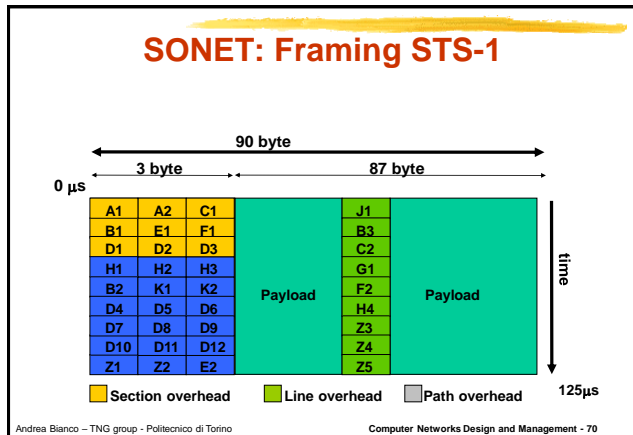 SONET: Framing STS-1
90 byte
3 byte 87 byte
0 μs
A1 A2 C1 J1
B1 E1 F1 B3
D1 D2 D3 C2
H1 H2 H3 G1
B2 K1 K2 Payload F2 Payload
D4 D5 D6 H4
D7 D8 D9 Z3
D10 D11 D12 Z4
Z1 Z2 E2 Z5
time
Section overhead Line overhead Path overhead
125μs
Andrea Bianco – TNG group - Politecnico di Torino Computer Networks Design and Management - 70